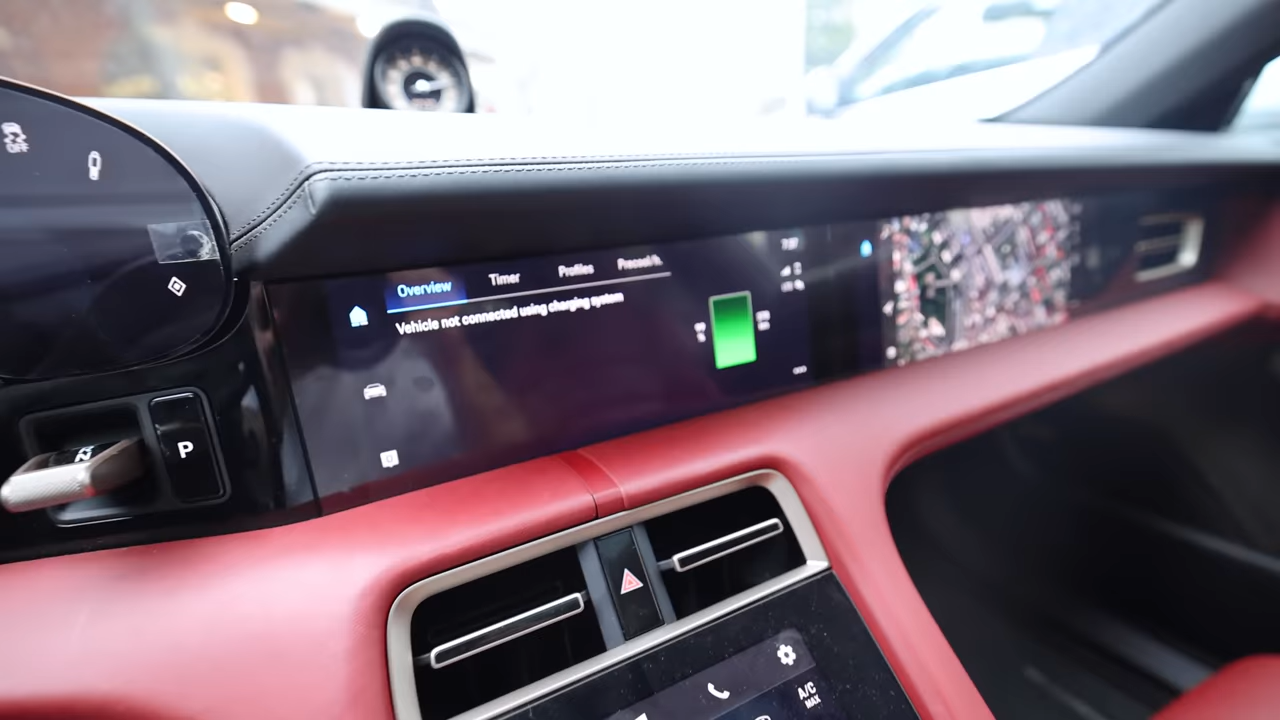 OFF
Overview
Timer
Profiles
Vehicle not connected using charging system
P
A/C
MAX